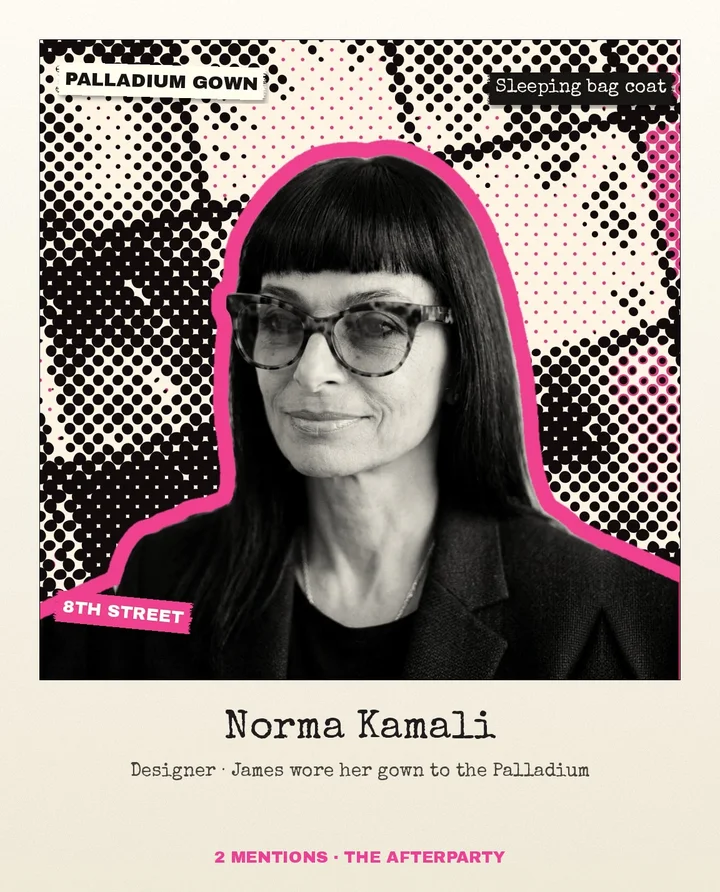 PALLADIUM GOWN
Sleeping bag coat
8TH STREET
Norma Kamali
Designer · James wore her gown to the Palladium
2 MENTIONS · THE AFTERPARTY